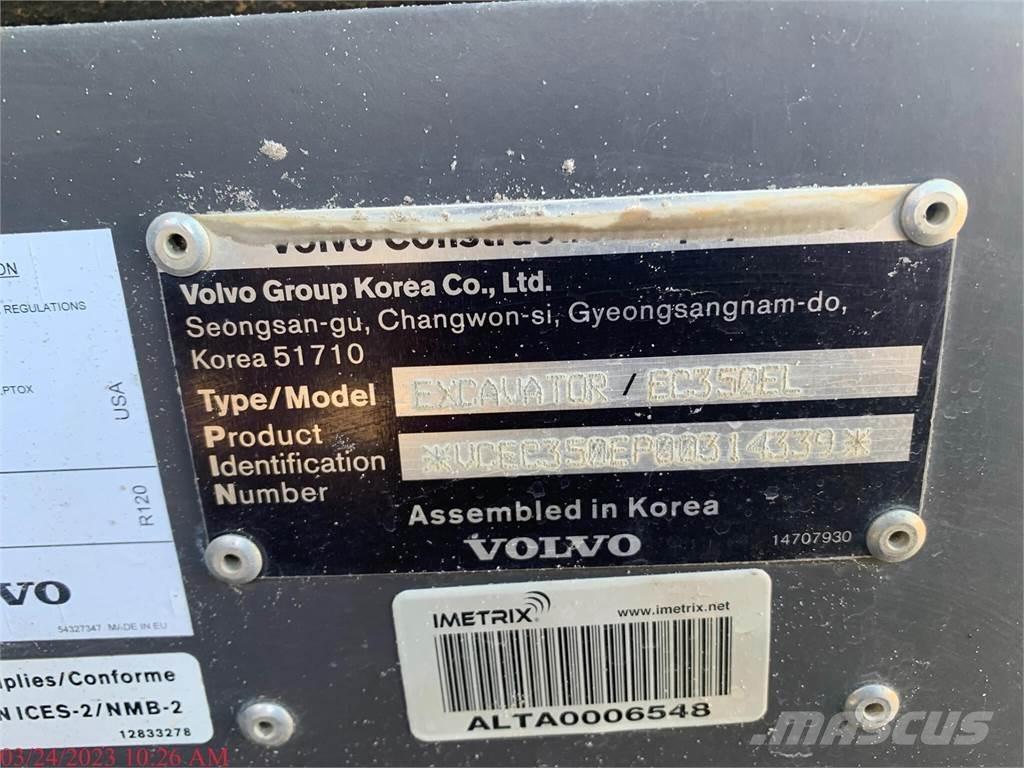 ON
REGULATIONS
PTOX
USA
R120
VO
54327347 MADE IN EU
plies/Conforme
N ICES-2/NMB-2
12833278
Volvo
Volvo Group Korea Co., Ltd.
Seongsan-gu, Changwon-si, Gyeongsangnam-do,
Korea 51710
Type/Model EXCAVATOR / EC350EL
Product
Identification *VCEC350EP00314339*
Number
Assembled in Korea
VOLVO 14707930
IMETRIX www.imetrix.net
ALTA0006548
03/24/2023 10:26 AM
MASCUS